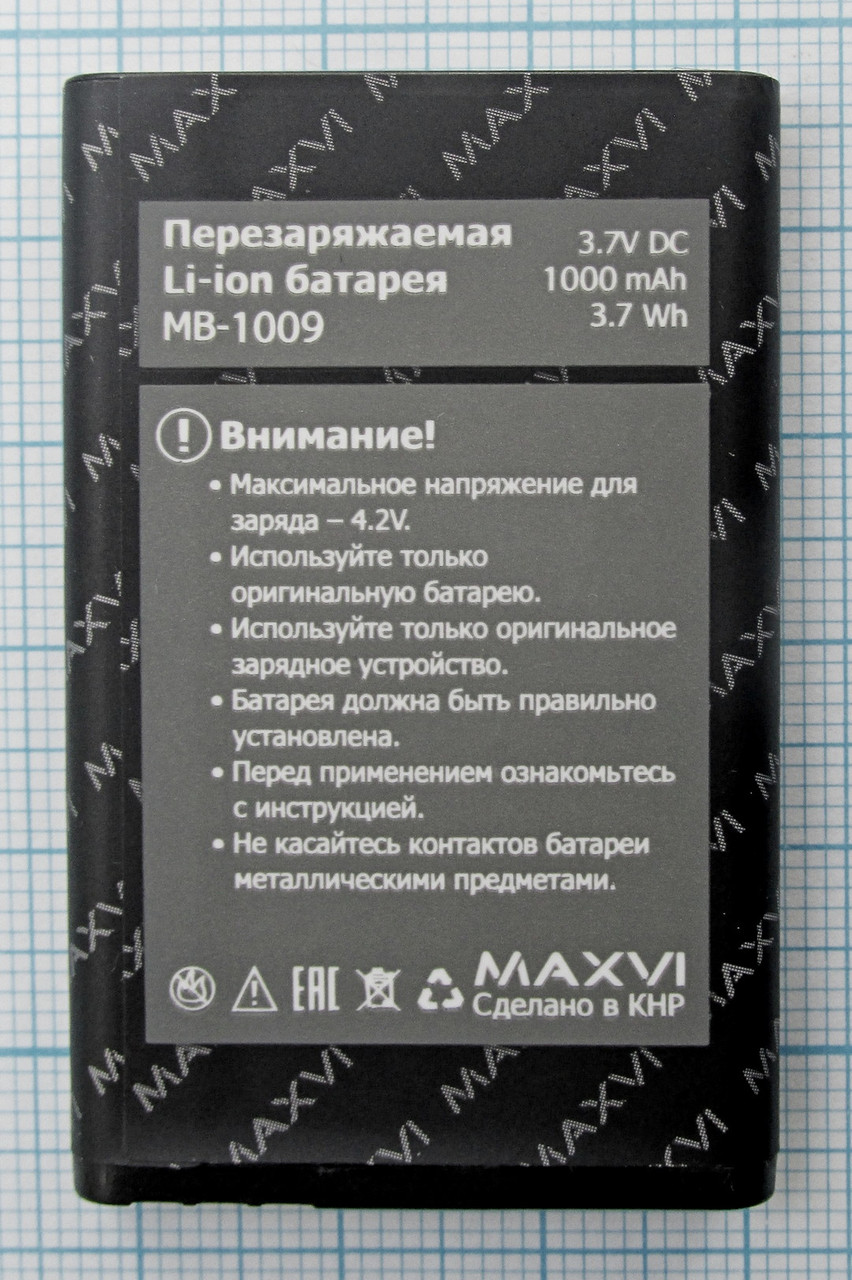 Перезаряжаемая
Li-ion батарея
MB-1009
3.7V DC
1000 mAh
3.7 Wh
! Внимание!
• Максимальное напряжение для
заряда – 4.2V.
• Используйте только
оригинальную батарею.
• Используйте только оригинальное
зарядное устройство.
• Батарея должна быть правильно
установлена.
• Перед применением ознакомьтесь
с инструкцией.
• Не касайтесь контактов батареи
металлическими предметами.
EAC
MAXVI
Сделано в КНР